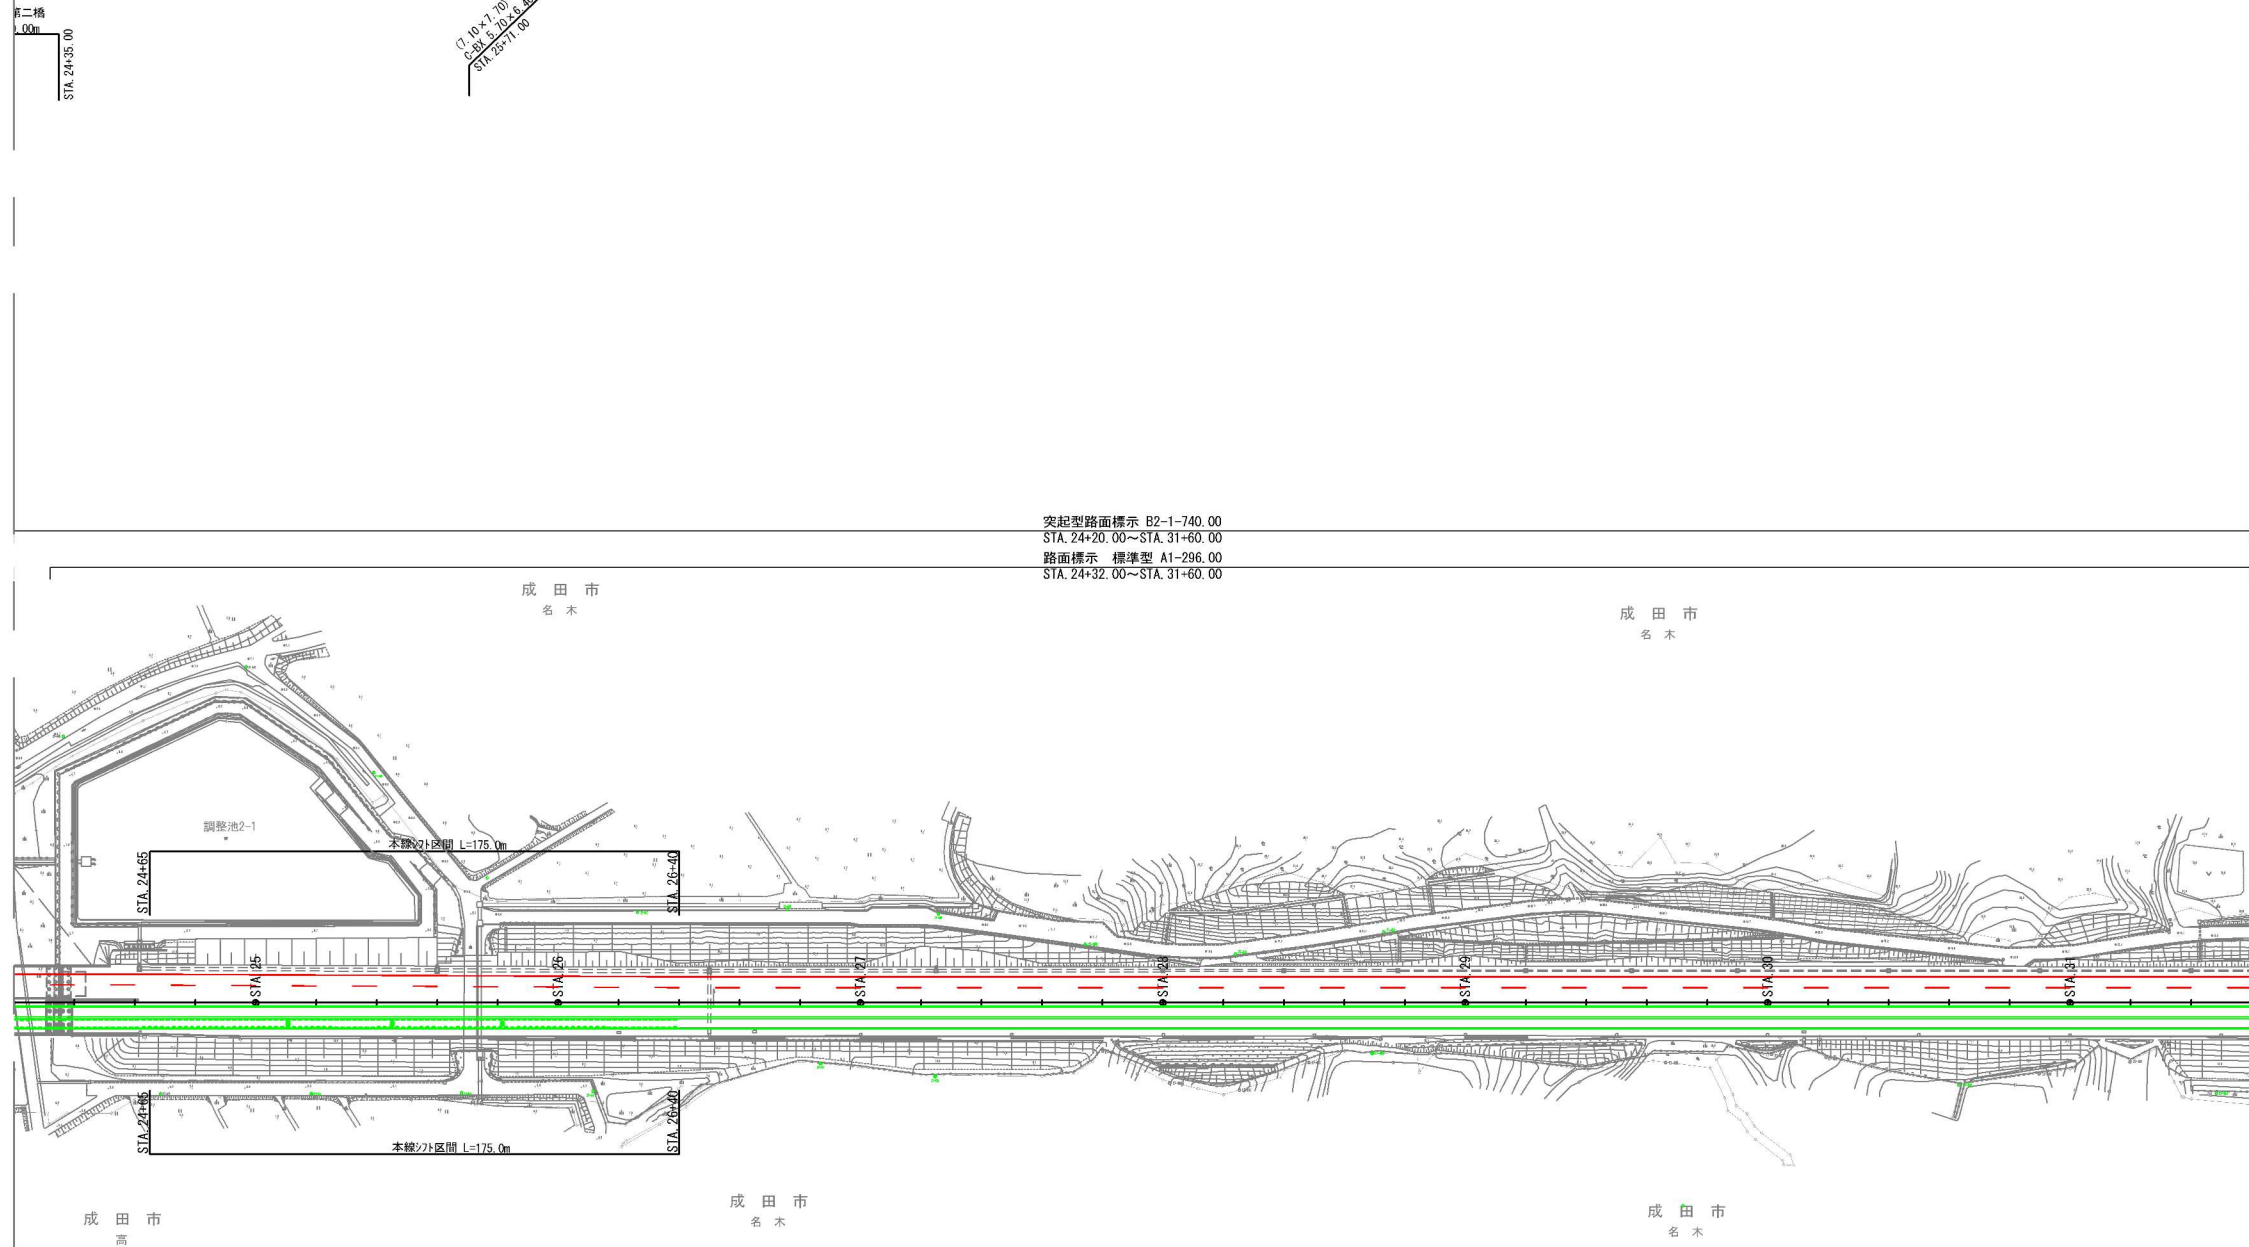 第二橋
.00m
STA. 24+35.00
(7.10×7.70)
C-BX 5.70×6.40
STA. 25+71.00
突起型路面標示 B2-1-740.00
STA. 24+20.00～STA. 31+60.00
路面標示 標準型 A1-296.00
STA. 24+32.00～STA. 31+60.00
成田市
名木
成田市
名木
調整池2-1
本線ｼﾌﾄ区間 L=175.0m
STA. 24+65
STA. 26+40
STA.25
STA.26
STA.27
STA.28
STA.29
STA.30
STA.31
STA. 24+65
STA. 26+40
本線ｼﾌﾄ区間 L=175.0m
成田市
高
成田市
名木
成田市
名木